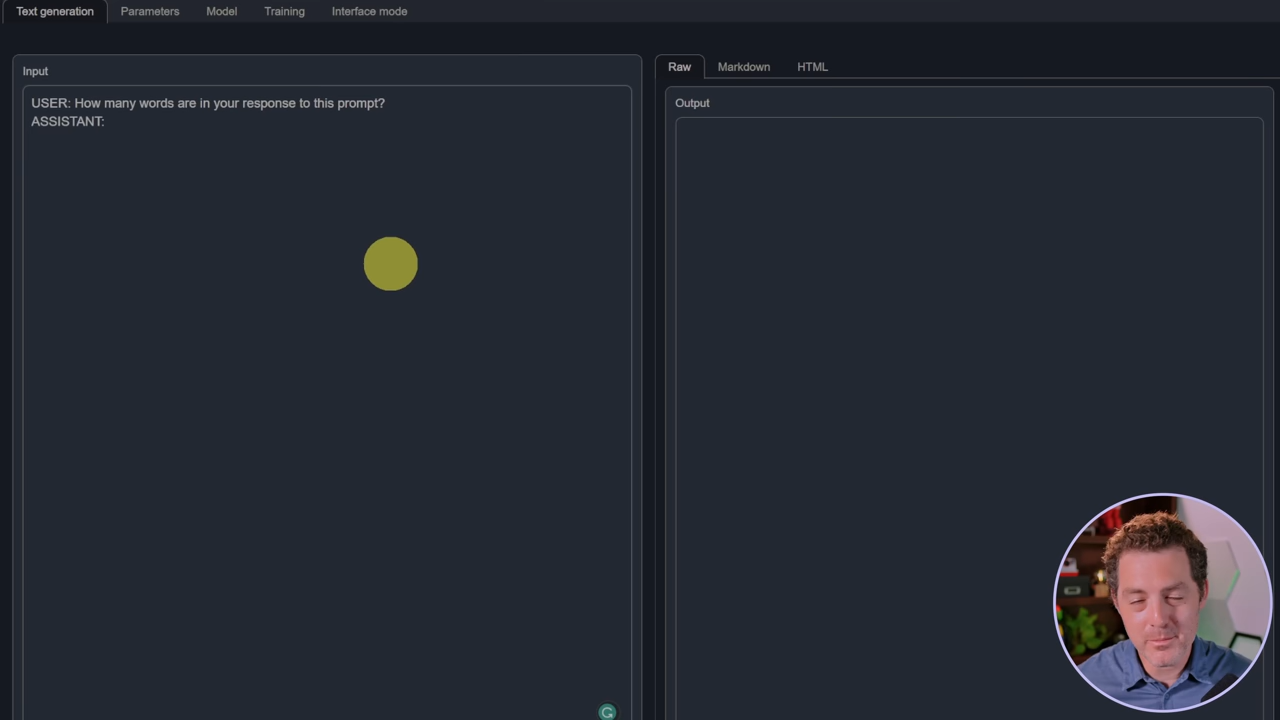 Text generation Parameters Model Training Interface mode
Input
USER: How many words are in your response to this prompt?
ASSISTANT:
Raw Markdown HTML
Output